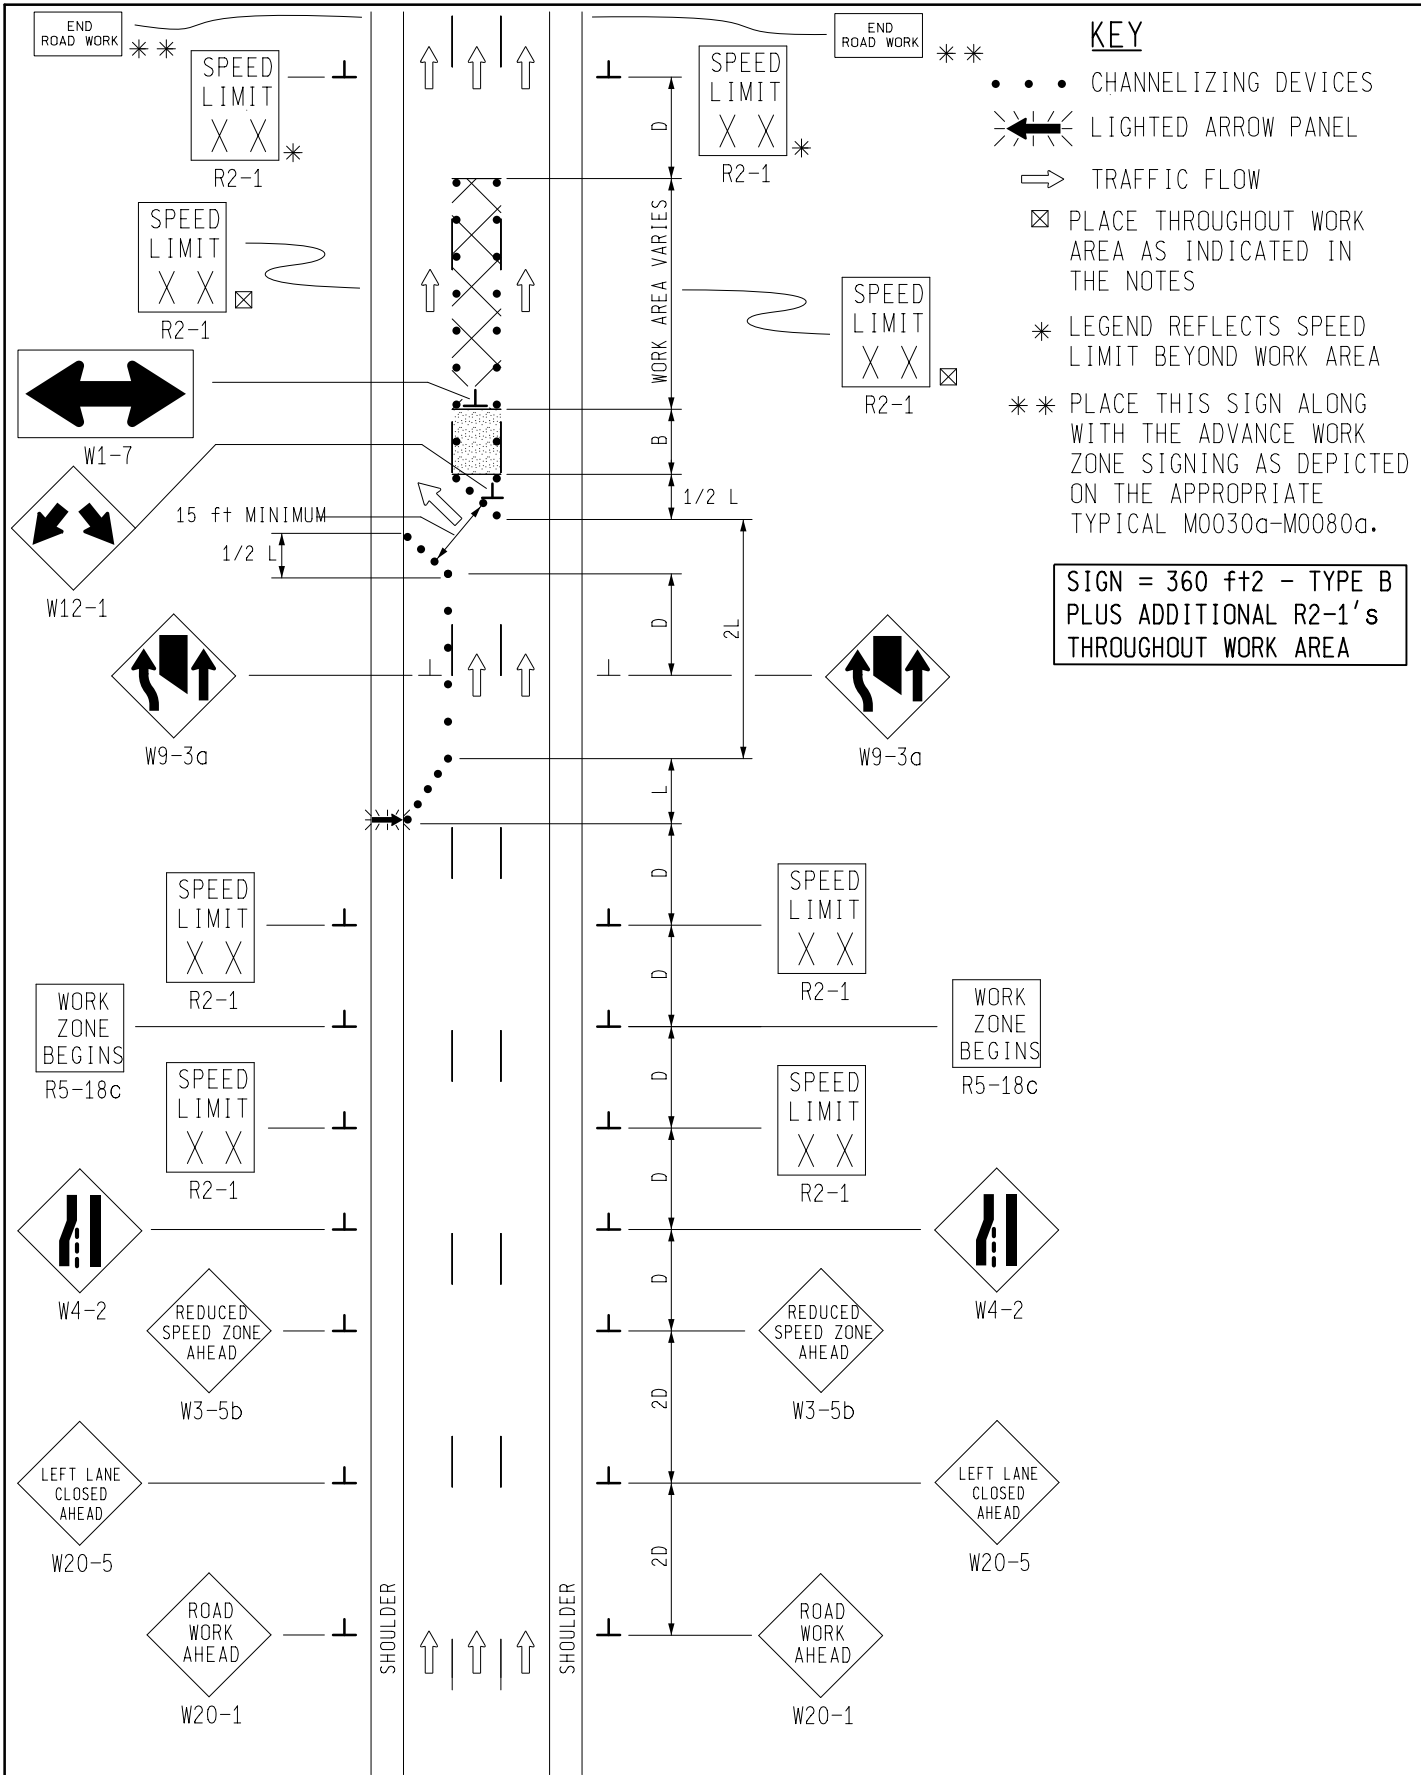 END
ROAD WORK ✳ ✳
END
ROAD WORK ✳ ✳
SPEED
LIMIT
X X ✳
R2-1
SPEED
LIMIT
X X ✳
R2-1
D
KEY
CHANNELIZING DEVICES
LIGHTED ARROW PANEL
TRAFFIC FLOW
☒ PLACE THROUGHOUT WORK
AREA AS INDICATED IN
THE NOTES
✳ LEGEND REFLECTS SPEED
LIMIT BEYOND WORK AREA
✳ ✳ PLACE THIS SIGN ALONG
WITH THE ADVANCE WORK
ZONE SIGNING AS DEPICTED
ON THE APPROPRIATE
TYPICAL M0030a-M0080a.
SIGN = 360 ft2 - TYPE B
PLUS ADDITIONAL R2-1's
THROUGHOUT WORK AREA
SPEED
LIMIT
X X ☒
R2-1
WORK AREA VARIES
SPEED
LIMIT
X X ☒
R2-1
W1-7
B
1/2 L
15 ft MINIMUM
1/2 L
W12-1
D
2L
W9-3a
W9-3a
L
D
SPEED
LIMIT
X X
R2-1
SPEED
LIMIT
X X
R2-1
D
WORK
ZONE
BEGINS
R5-18c
WORK
ZONE
BEGINS
R5-18c
D
SPEED
LIMIT
X X
R2-1
SPEED
LIMIT
X X
R2-1
D
W4-2
W4-2
D
REDUCED
SPEED ZONE
AHEAD
W3-5b
REDUCED
SPEED ZONE
AHEAD
W3-5b
2D
LEFT LANE
CLOSED
AHEAD
W20-5
LEFT LANE
CLOSED
AHEAD
W20-5
2D
ROAD
WORK
AHEAD
W20-1
SHOULDER
SHOULDER
ROAD
WORK
AHEAD
W20-1